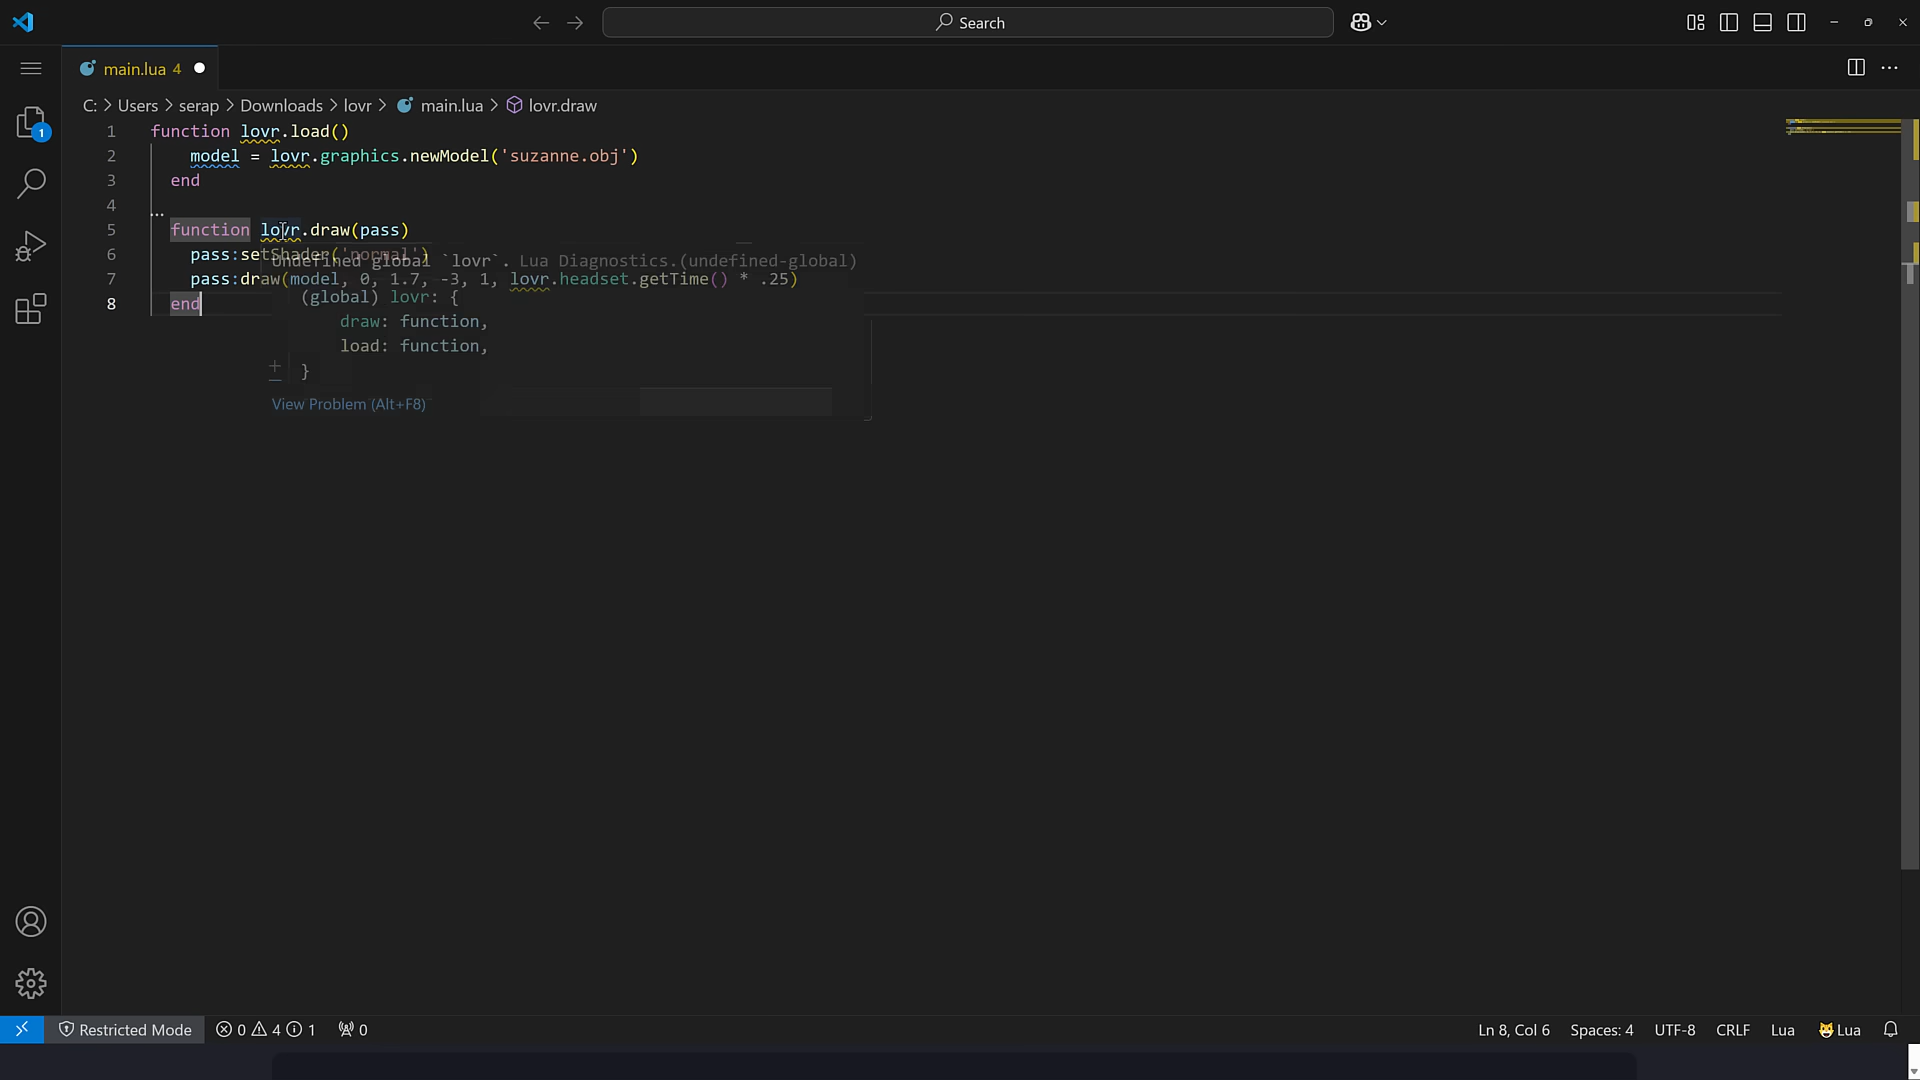 Search
main.lua 4
C: > Users > serap > Downloads > lovr > main.lua > lovr.draw
1 function lovr.load()
2 model = lovr.graphics.newModel('suzanne.obj')
3 end
4
5 function lovr.draw(pass)
6 pass:setShader('normal')
Undefined global `lovr`. Lua Diagnostics.(undefined-global)
7 pass:draw(model, 0, 1.7, -3, 1, lovr.headset.getTime() * .25)
(global) lovr: {
8 end
draw: function,
load: function,
}
View Problem (Alt+F8)
1
Restricted Mode 0 4 1 0 Ln 8, Col 6 Spaces: 4 UTF-8 CRLF Lua Lua